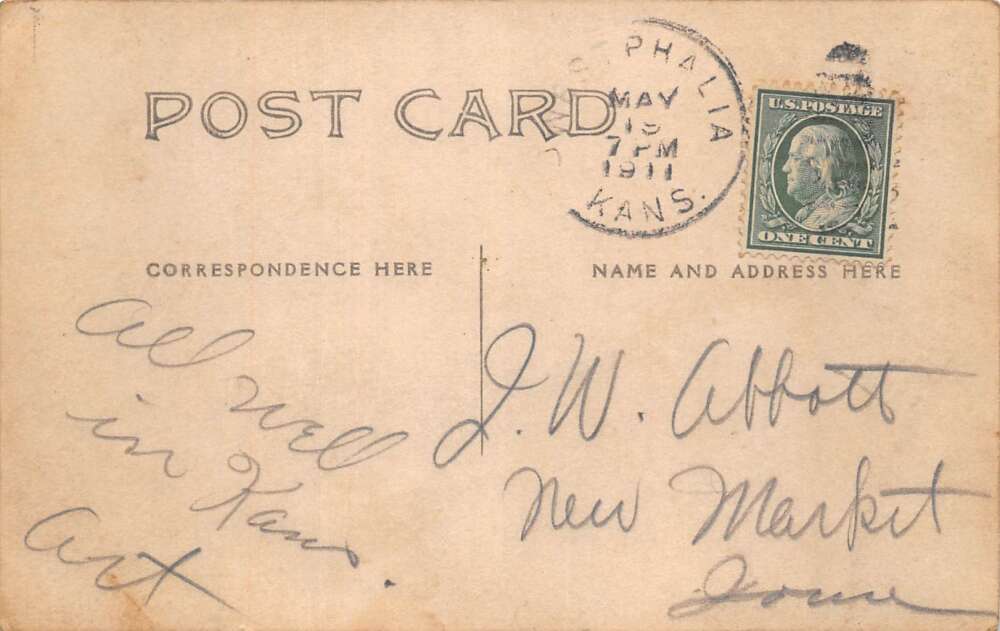 POST CARD
PHALIA
MAY
7 PM
1911
KANS.
U.S. POSTAGE
ONE CENT
CORRESPONDENCE HERE
NAME AND ADDRESS HERE
All well
in Kans.
Art
J. W. Abbott
New Market
Iowa